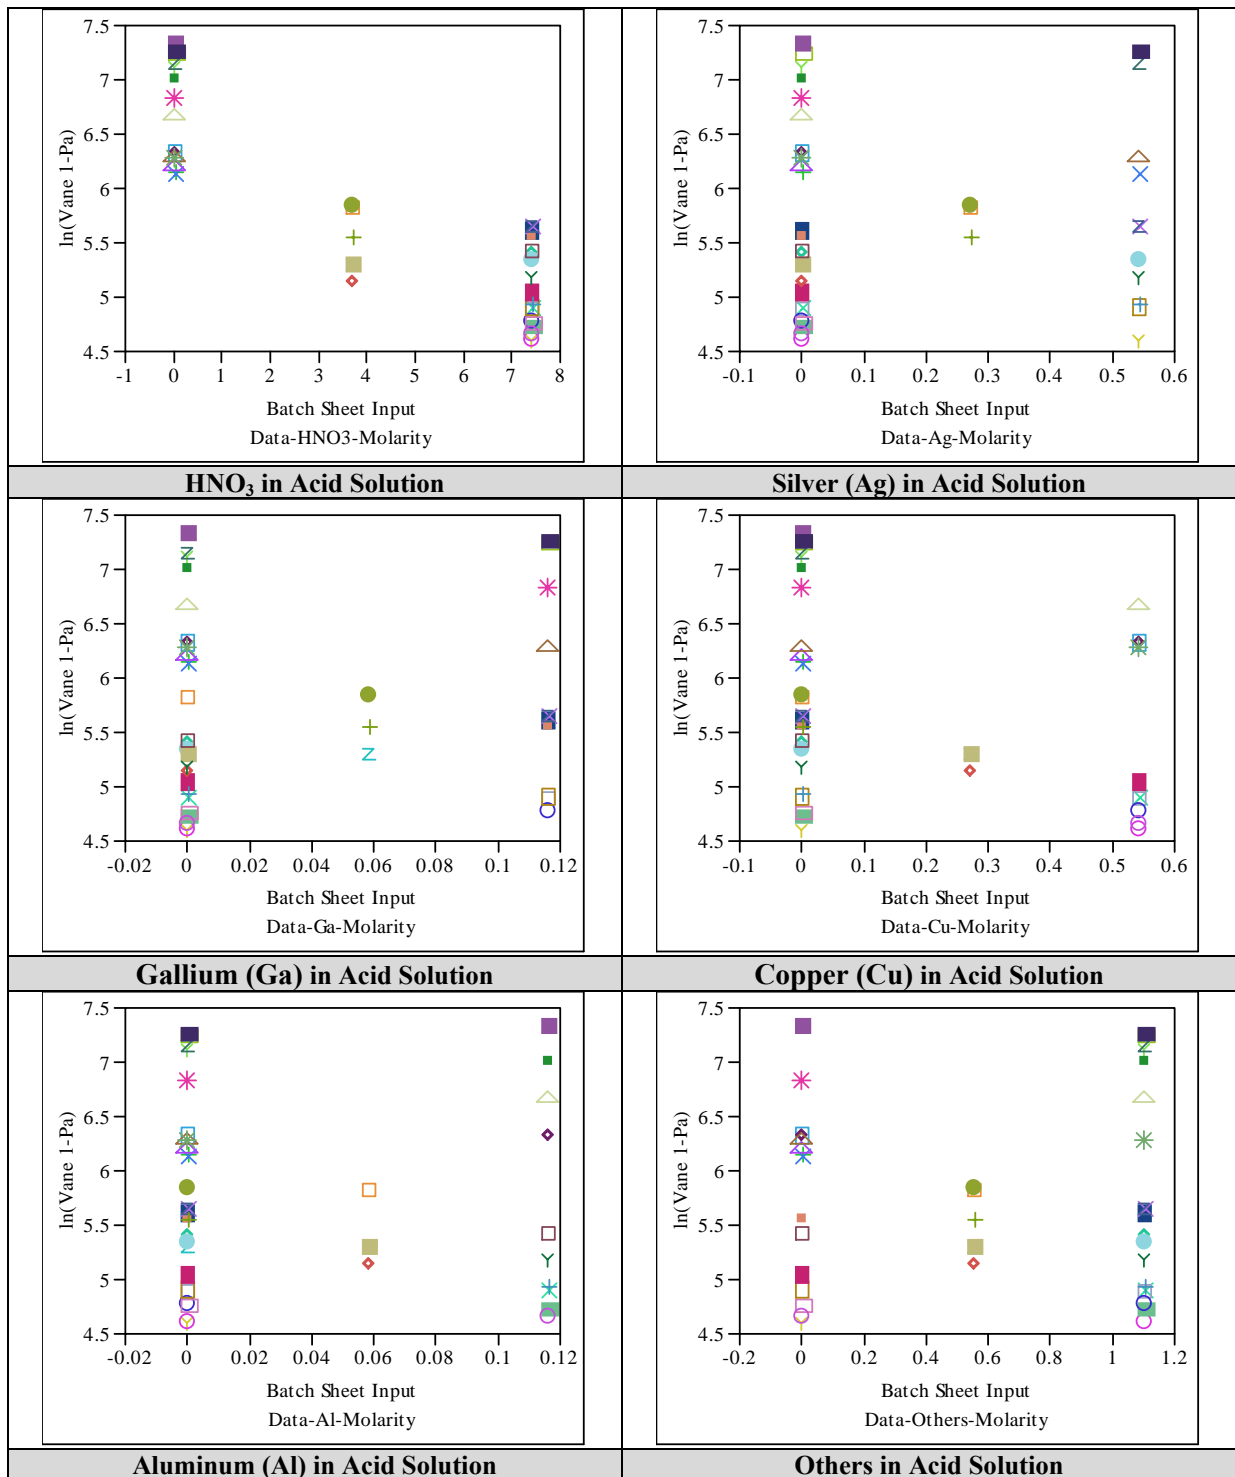 7.5
7
6.5
6
5.5
5
4.5
ln(Vane 1-Pa)
-1 0 1 2 3 4 5 6 7 8
Batch Sheet Input
Data-HNO3-Molarity
7.5
7
6.5
6
5.5
5
4.5
ln(Vane 1-Pa)
-0.1 0 0.1 0.2 0.3 0.4 0.5 0.6
Batch Sheet Input
Data-Ag-Molarity
HNO₃ in Acid Solution
Silver (Ag) in Acid Solution
7.5
7
6.5
6
5.5
5
4.5
ln(Vane 1-Pa)
-0.02 0 0.02 0.04 0.06 0.08 0.1 0.12
Batch Sheet Input
Data-Ga-Molarity
7.5
7
6.5
6
5.5
5
4.5
ln(Vane 1-Pa)
-0.1 0 0.1 0.2 0.3 0.4 0.5 0.6
Batch Sheet Input
Data-Cu-Molarity
Gallium (Ga) in Acid Solution
Copper (Cu) in Acid Solution
7.5
7
6.5
6
5.5
5
4.5
ln(Vane 1-Pa)
-0.02 0 0.02 0.04 0.06 0.08 0.1 0.12
Batch Sheet Input
Data-Al-Molarity
7.5
7
6.5
6
5.5
5
4.5
ln(Vane 1-Pa)
-0.2 0 0.2 0.4 0.6 0.8 1 1.2
Batch Sheet Input
Data-Others-Molarity
Aluminum (Al) in Acid Solution
Others in Acid Solution